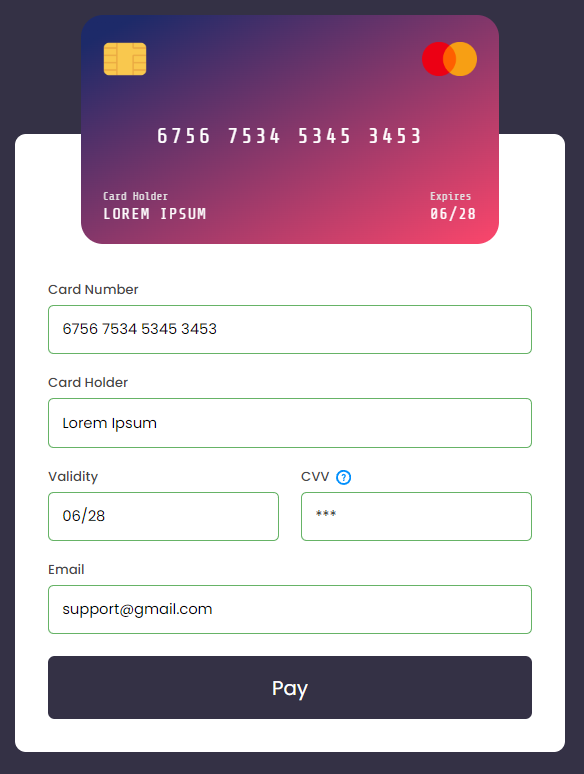 6756 7534 5345 3453
Card Holder
Expires
LOREM IPSUM
06/28
Card Number
6756 7534 5345 3453
Card Holder
Lorem Ipsum
Validity
CVV ?
06/28
***
Email
support@gmail.com
Pay